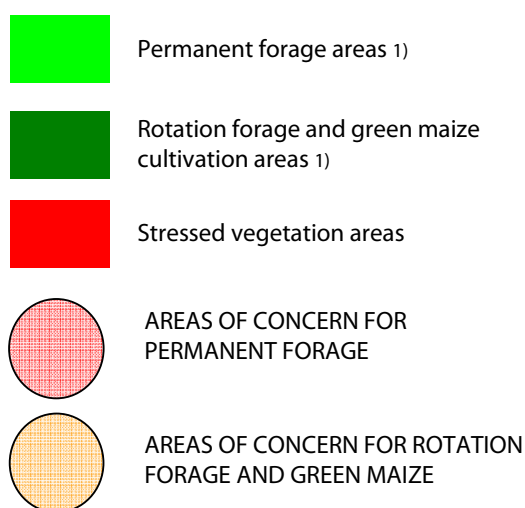 Permanent forage areas 1)
Rotation forage and green maize
cultivation areas 1)
Stressed vegetation areas
AREAS OF CONCERN FOR
PERMANENT FORAGE
AREAS OF CONCERN FOR ROTATION
FORAGE AND GREEN MAIZE